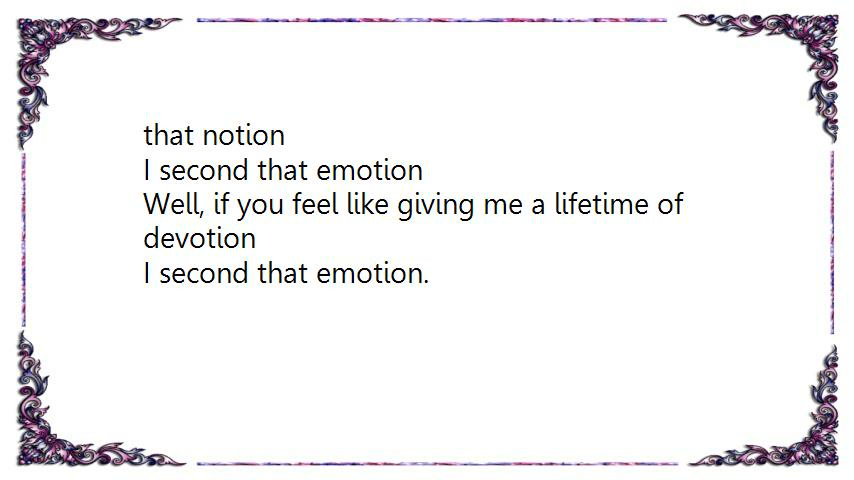 that notion
I second that emotion
Well, if you feel like giving me a lifetime of
devotion
I second that emotion.